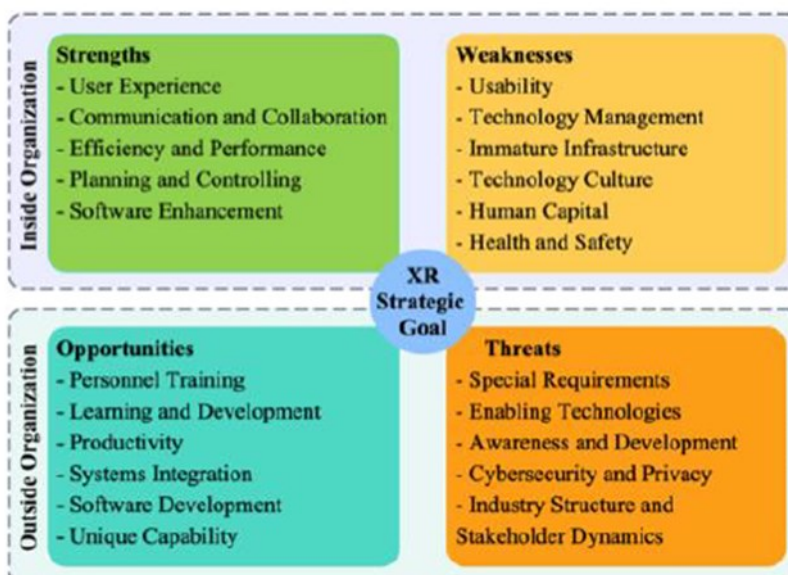 Inside Organization
Strengths
- User Experience
- Communication and Collaboration
- Efficiency and Performance
- Planning and Controlling
- Software Enhancement
Weaknesses
- Usability
- Technology Management
- Immature Infrastructure
- Technology Culture
- Human Capital
- Health and Safety
XR
Strategic
Goal
Outside Organization
Opportunities
- Personnel Training
- Learning and Development
- Productivity
- Systems Integration
- Software Development
- Unique Capability
Threats
- Special Requirements
- Enabling Technologies
- Awareness and Development
- Cybersecurity and Privacy
- Industry Structure and
Stakeholder Dynamics